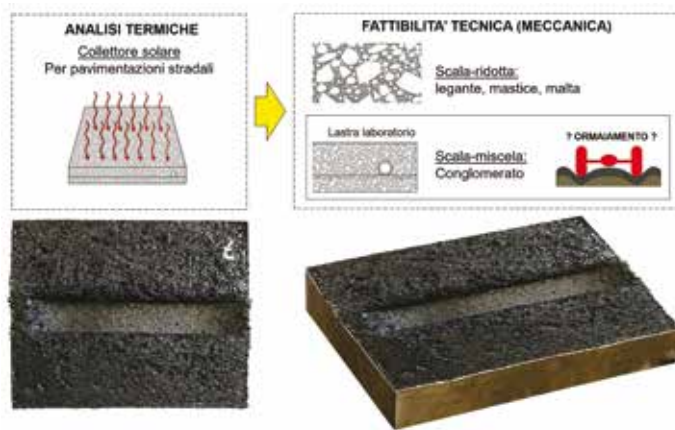 ANALISI TERMICHE
Collettore solare
Per pavimentazioni stradali
FATTIBILITA' TECNICA (MECCANICA)
Scala-ridotta:
legante, mastice, malta
Lastra laboratorio
Scala-miscela:
Conglomerato
? ORMAIAMENTO ?